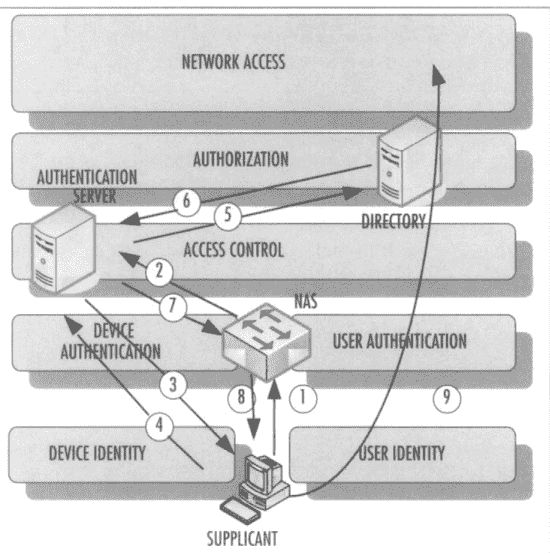 NETWORK ACCESS
AUTHORIZATION
AUTHENTICATION
SERVER
6
5
DIRECTORY
ACCESS CONTROL
2
7
NAS
DEVICE
AUTHENTICATION
USER AUTHENTICATION
3
8
1
9
4
DEVICE IDENTITY
USER IDENTITY
SUPPLICANT